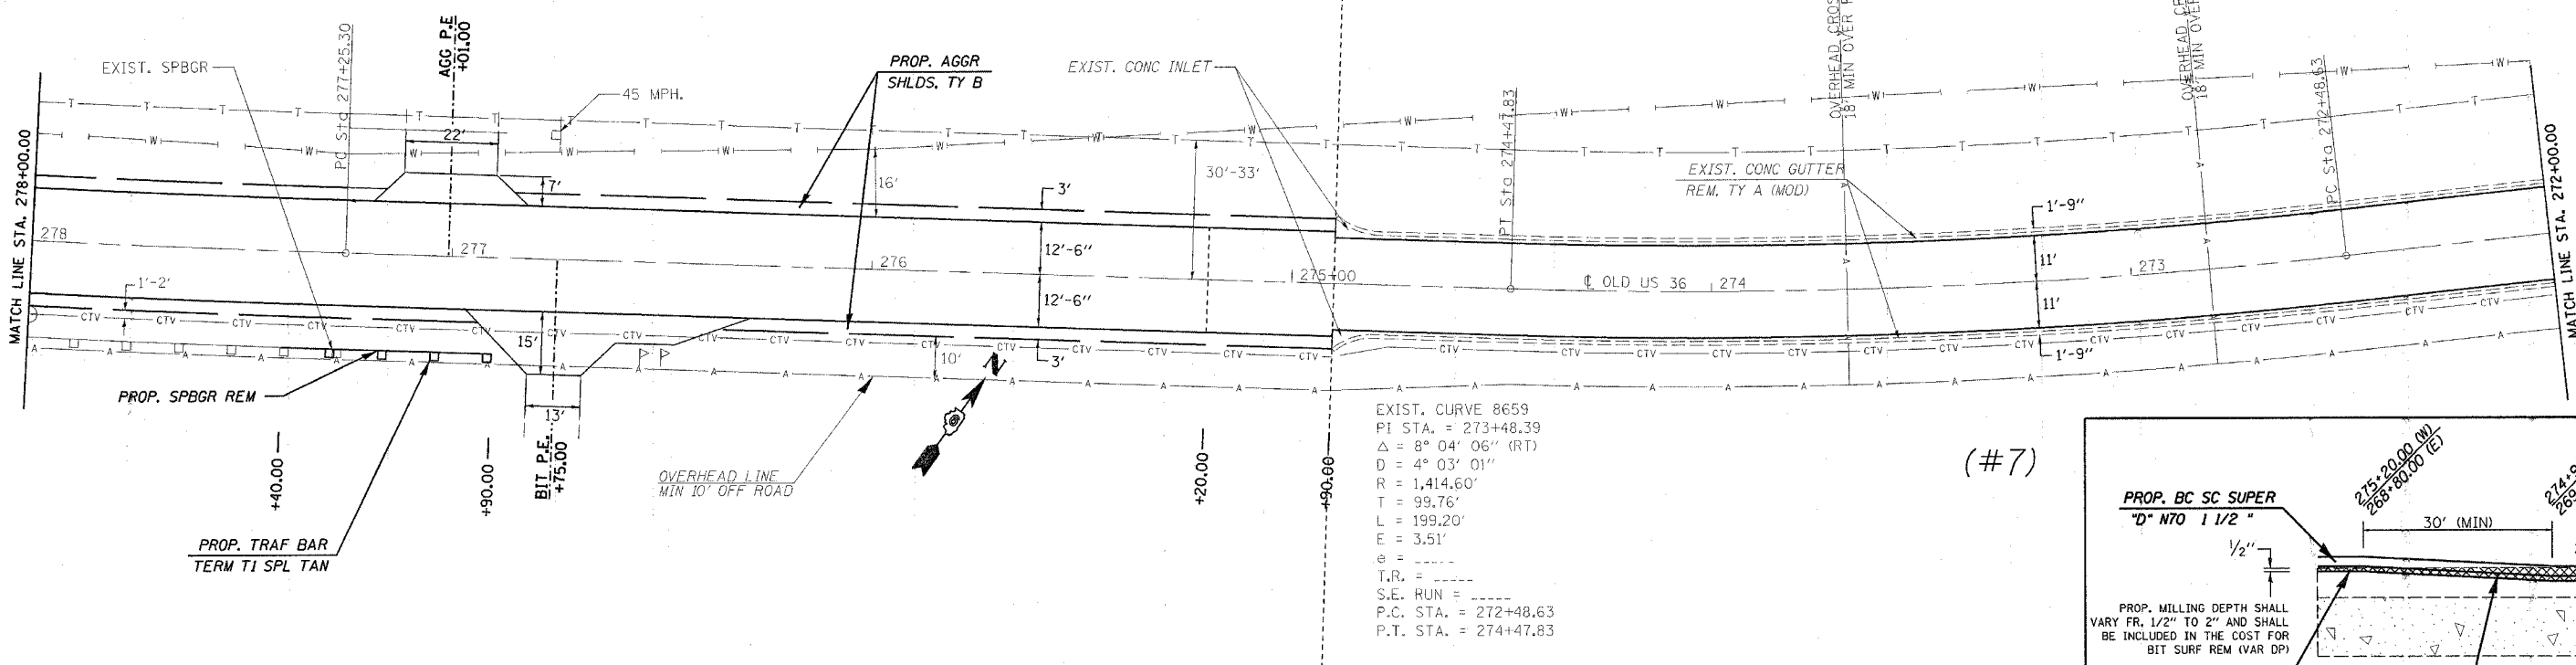 EXIST. SPBGR
PC Sta 277+25.30
AGG P.E
+01.00
45 MPH.
PROP. AGGR
SHLDS, TY B
EXIST. CONC INLET
PT Sta 274+47.83
OVERHEAD
18' MIN OVER
OVERHEAD
18' MIN OVER
PC Sta 272+48.63
MATCH LINE STA. 278+00.00
MATCH LINE STA. 272+00.00
22'
7'
16'
3'
30'-33'
EXIST. CONC GUTTER
REM, TY A (MOD)
1'-9"
278
277
276
275+00
₵ OLD US 36
274
273
12'-6"
12'-6"
11'
11'
1'-2'
15'
10'
3'
1'-9"
13'
N
PROP. SPBGR REM
+40.00
+90.00
BIT P.E.
+75.00
OVERHEAD LINE
MIN 10' OFF ROAD
+20.00
+90.00
PROP. TRAF BAR
TERM T1 SPL TAN
EXIST. CURVE 8659
PI STA. = 273+48.39
Δ = 8° 04' 06" (RT)
D = 4° 03' 01"
R = 1,414.60'
T = 99.76'
L = 199.20'
E = 3.51'
e = _____
T.R. = _____
S.E. RUN = _____
P.C. STA. = 272+48.63
P.T. STA. = 274+47.83
(#7)
PROP. BC SC SUPER
"D" N70 1 1/2 "
275+20.00 (W)
268+80.00 (E)
30' (MIN)
1/2"
PROP. MILLING DEPTH SHALL
VARY FR. 1/2" TO 2" AND SHALL
BE INCLUDED IN THE COST FOR
BIT SURF REM (VAR DP)